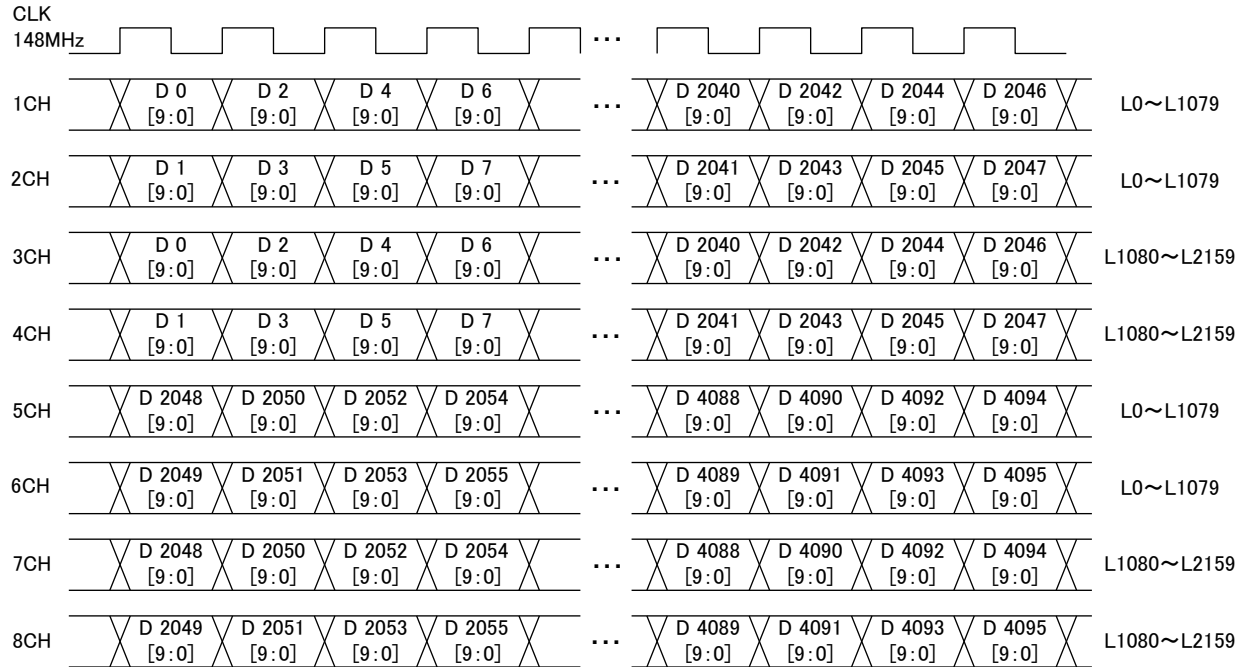 CLK
148MHz
...
1CH
D 0 D 2 D 4 D 6 ... D 2040 D 2042 D 2044 D 2046
[9:0] [9:0] [9:0] [9:0] [9:0] [9:0] [9:0] [9:0]
L0～L1079
2CH
D 1 D 3 D 5 D 7 ... D 2041 D 2043 D 2045 D 2047
[9:0] [9:0] [9:0] [9:0] [9:0] [9:0] [9:0] [9:0]
L0～L1079
3CH
D 0 D 2 D 4 D 6 ... D 2040 D 2042 D 2044 D 2046
[9:0] [9:0] [9:0] [9:0] [9:0] [9:0] [9:0] [9:0]
L1080～L2159
4CH
D 1 D 3 D 5 D 7 ... D 2041 D 2043 D 2045 D 2047
[9:0] [9:0] [9:0] [9:0] [9:0] [9:0] [9:0] [9:0]
L1080～L2159
5CH
D 2048 D 2050 D 2052 D 2054 ... D 4088 D 4090 D 4092 D 4094
[9:0] [9:0] [9:0] [9:0] [9:0] [9:0] [9:0] [9:0]
L0～L1079
6CH
D 2049 D 2051 D 2053 D 2055 ... D 4089 D 4091 D 4093 D 4095
[9:0] [9:0] [9:0] [9:0] [9:0] [9:0] [9:0] [9:0]
L0～L1079
7CH
D 2048 D 2050 D 2052 D 2054 ... D 4088 D 4090 D 4092 D 4094
[9:0] [9:0] [9:0] [9:0] [9:0] [9:0] [9:0] [9:0]
L1080～L2159
8CH
D 2049 D 2051 D 2053 D 2055 ... D 4089 D 4091 D 4093 D 4095
[9:0] [9:0] [9:0] [9:0] [9:0] [9:0] [9:0] [9:0]
L1080～L2159